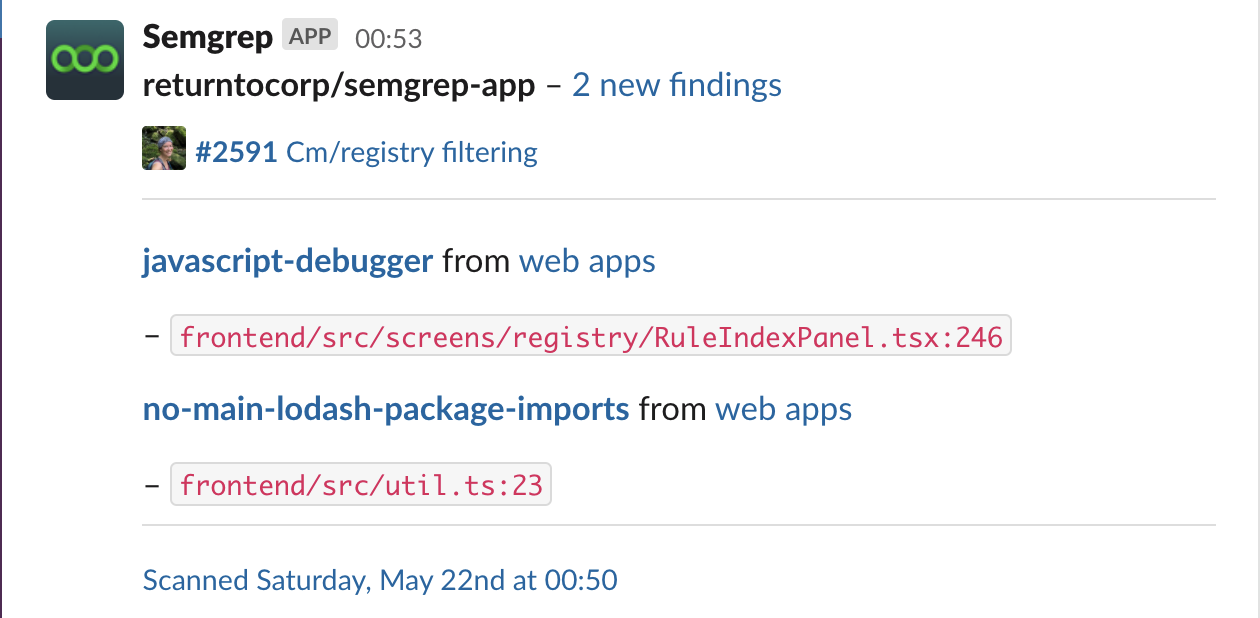 Semgrep APP 00:53
returntocorp/semgrep-app – 2 new findings
#2591 Cm/registry filtering
javascript-debugger from web apps
– frontend/src/screens/registry/RuleIndexPanel.tsx:246
no-main-lodash-package-imports from web apps
– frontend/src/util.ts:23
Scanned Saturday, May 22nd at 00:50